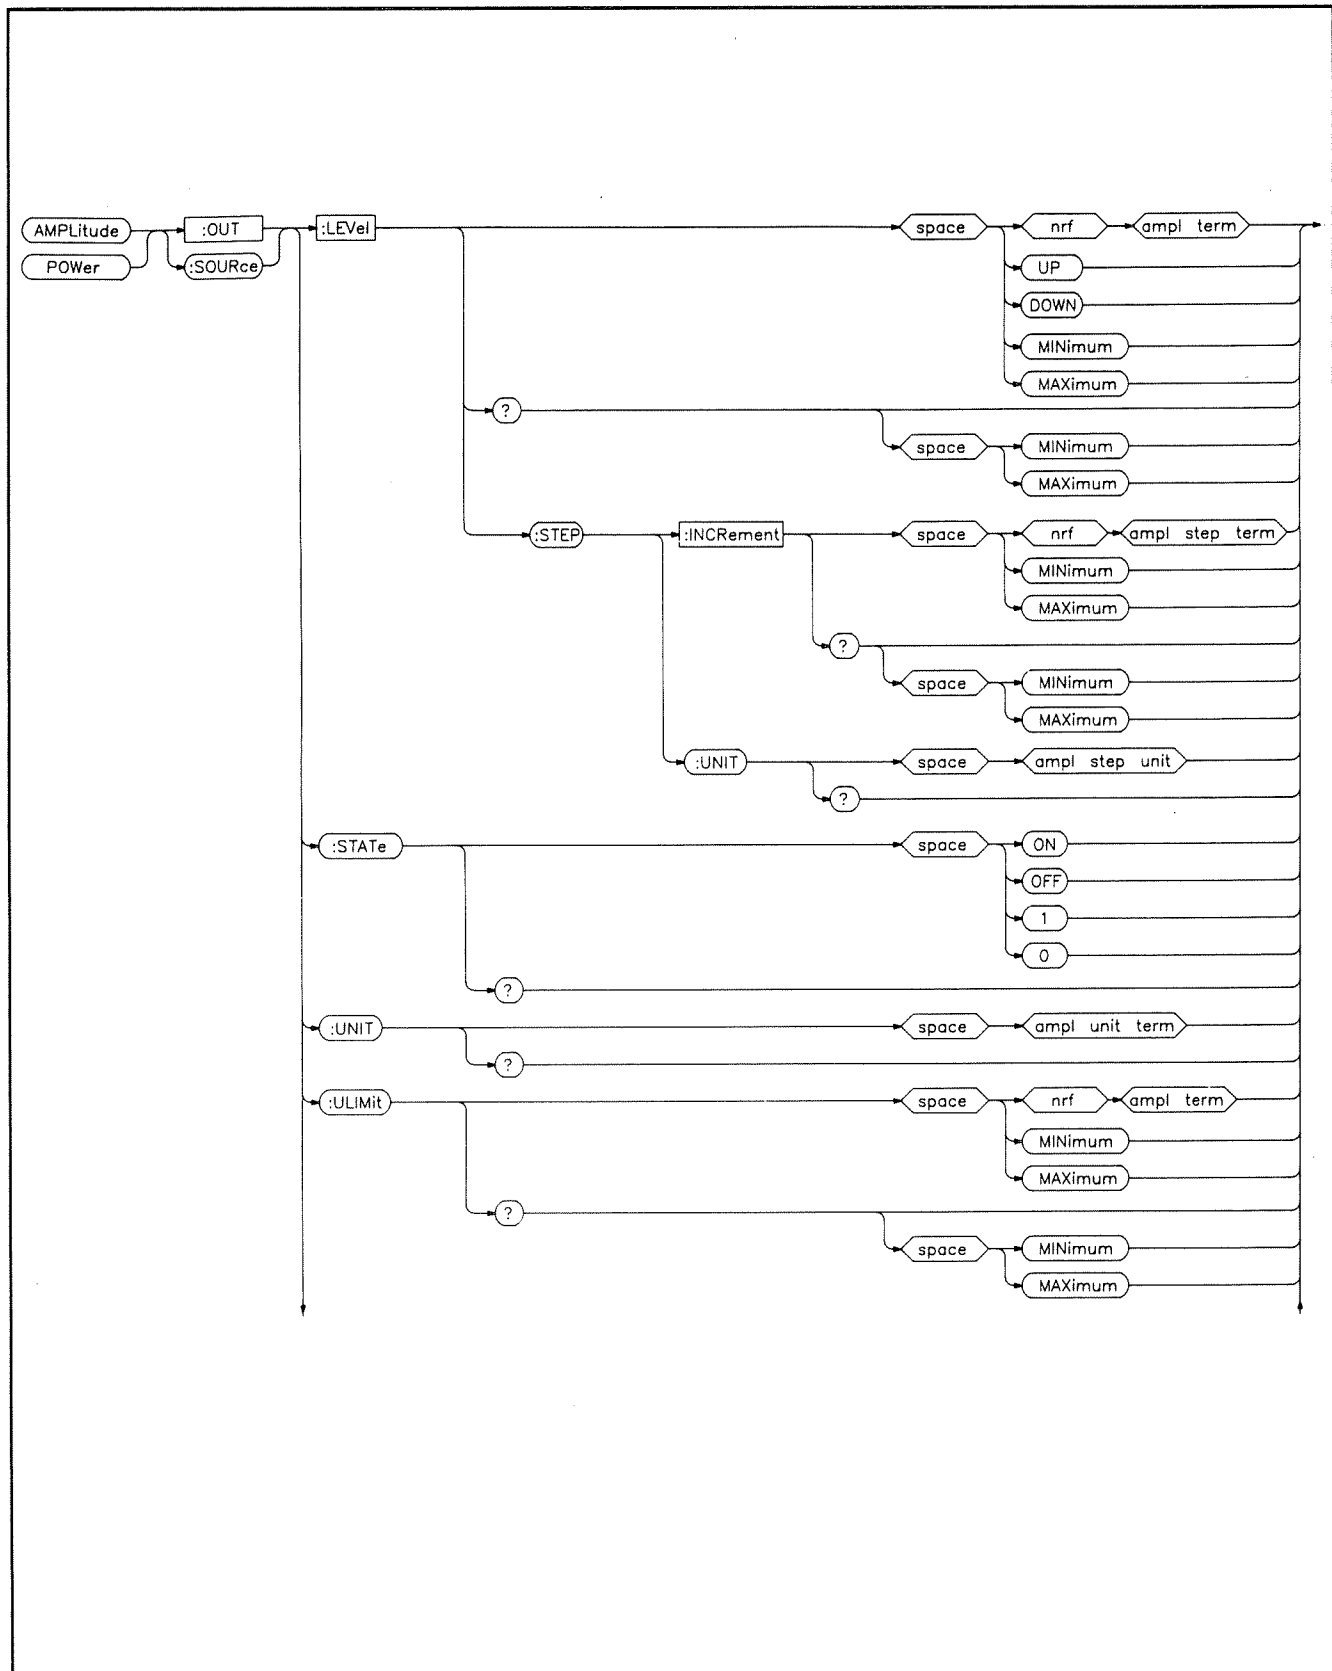 AMPLitude :OUT :LEVel space nrf ampl term
POWer :SOURce UP
DOWN
MINimum
MAXimum
?
space MINimum
MAXimum
:STEP :INCRement space nrf ampl step term
MINimum
MAXimum
?
space MINimum
MAXimum
:UNIT space ampl step unit
?
:STATe space ON
OFF
1
0
?
:UNIT space ampl unit term
?
:ULIMit space nrf ampl term
MINimum
MAXimum
?
space MINimum
MAXimum